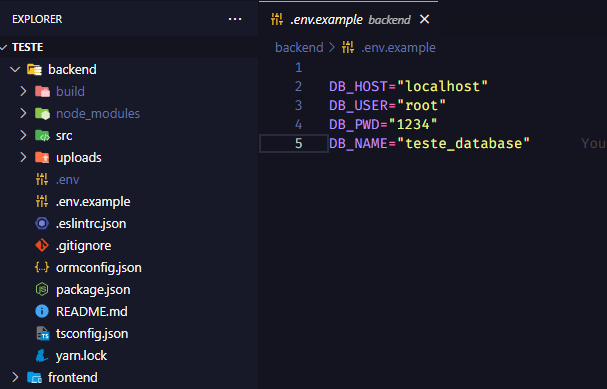 EXPLORER
TESTE
backend
build
node_modules
src
uploads
.env
.env.example
.eslintrc.json
.gitignore
ormconfig.json
package.json
README.md
tsconfig.json
yarn.lock
frontend
.env.example backend
backend > .env.example
1
2 DB_HOST="localhost"
3 DB_USER="root"
4 DB_PWD="1234"
5 DB_NAME="teste_database" You